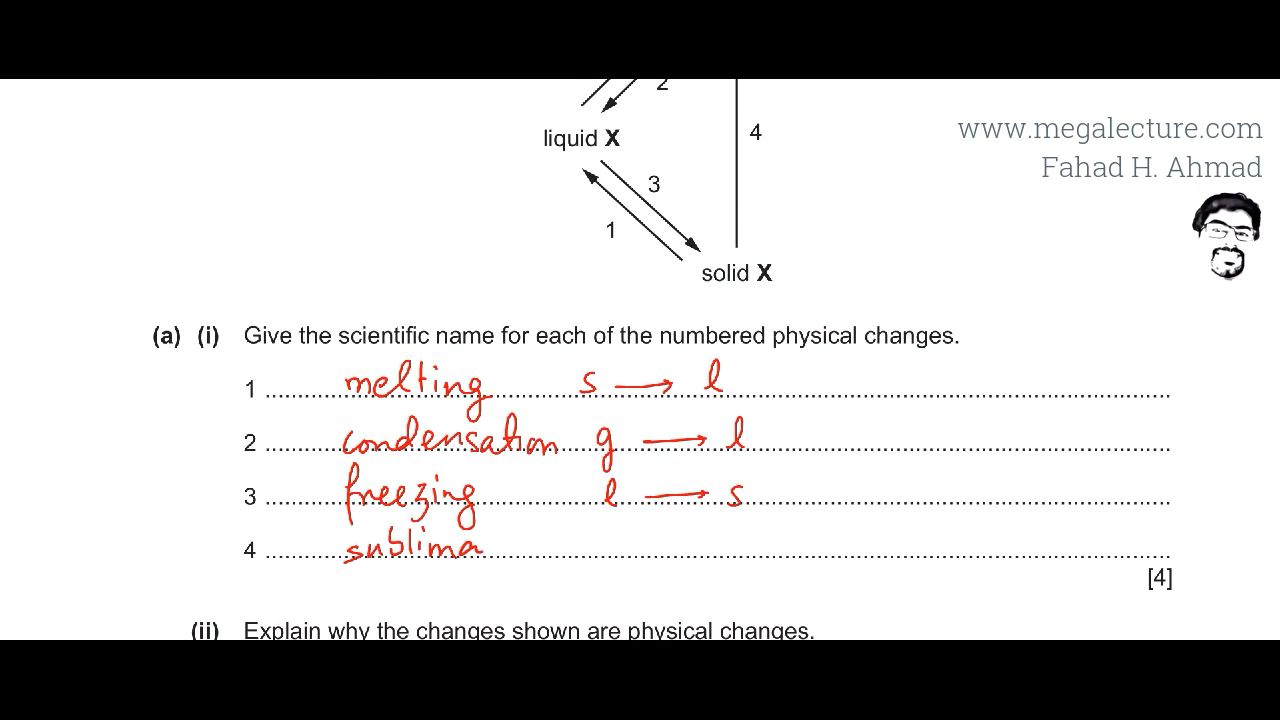 2
liquid X
4
www.megalecture.com
Fahad H. Ahmad
3
1
solid X
(a) (i) Give the scientific name for each of the numbered physical changes.
1 melting s → l
2 condensation g → l
3 freezing l → s
4 sublima
[4]
(ii) Explain why the changes shown are physical changes.